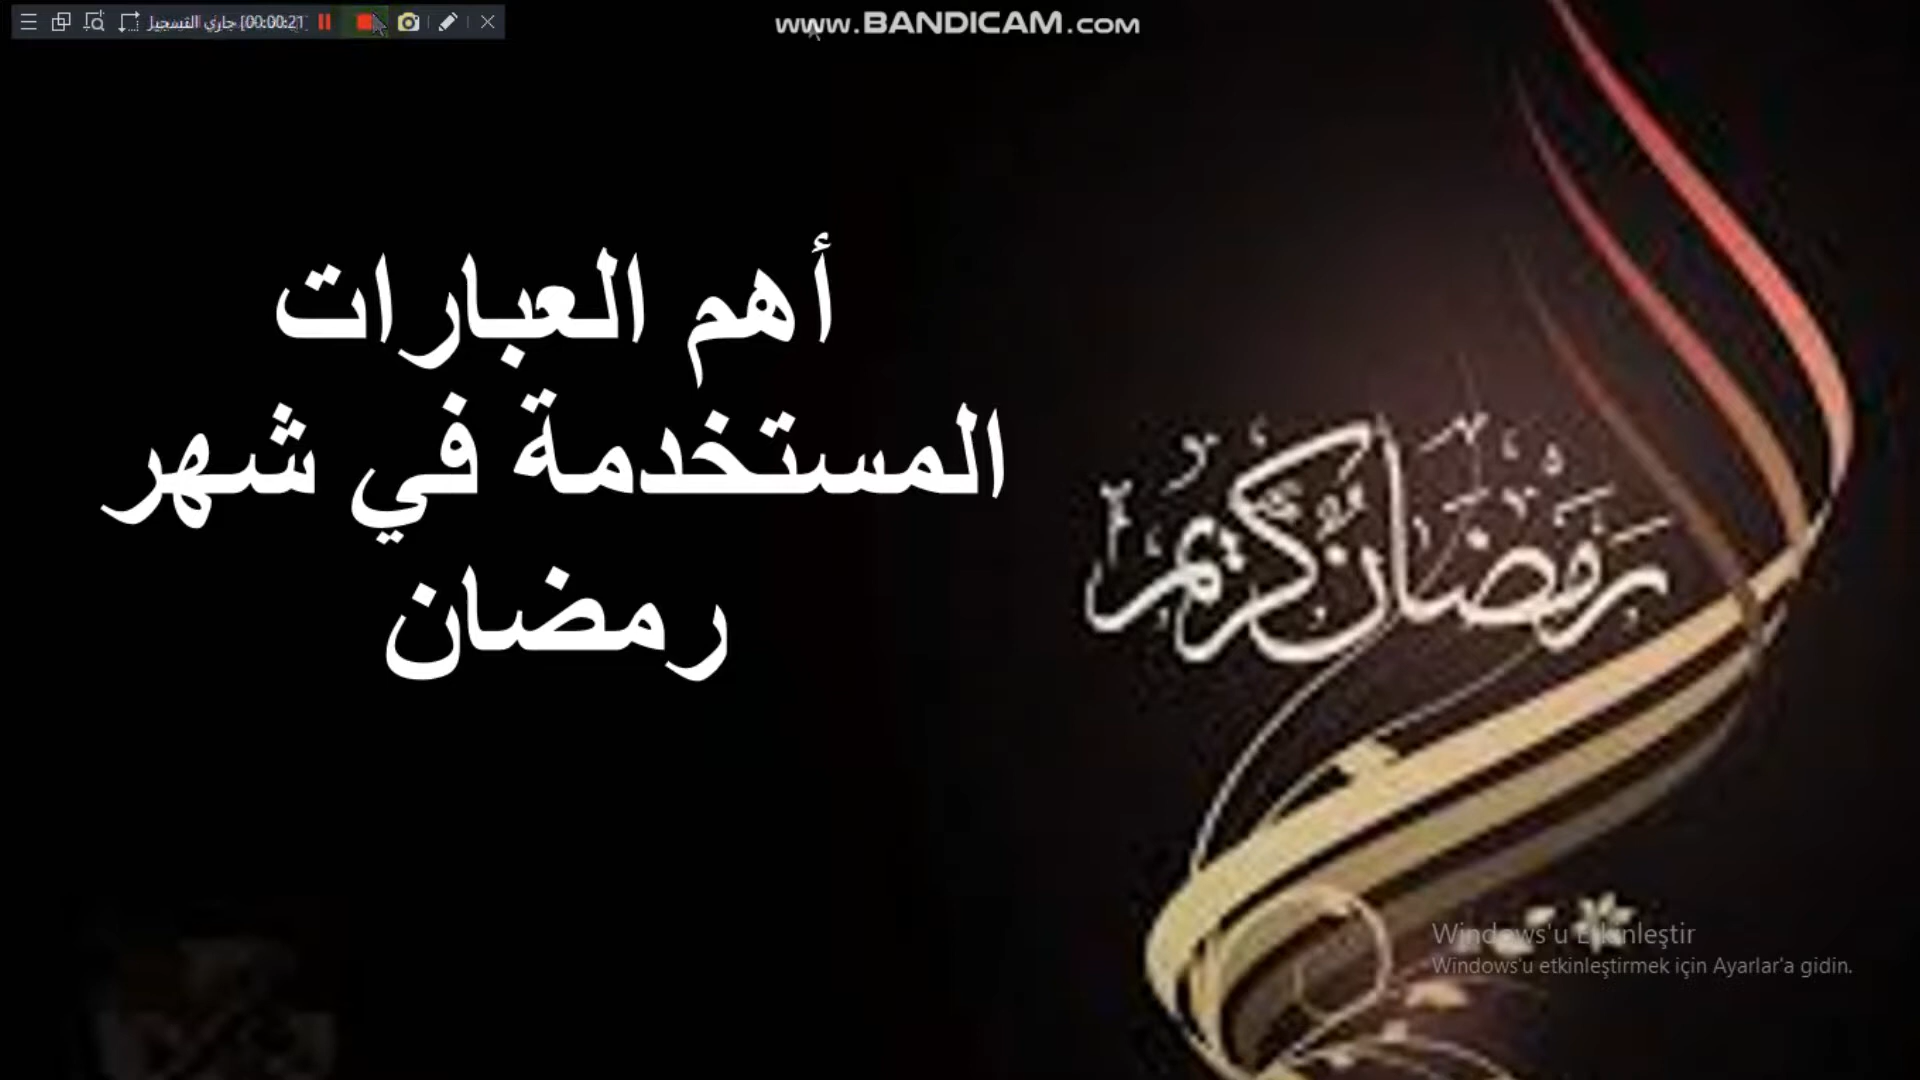 جاري التسجيل [00:00:21]
www.BANDICAM.com
أهم العبارات
المستخدمة في شهر
رمضان
رمضان كريم
Windows'u Etkinleştir
Windows'u etkinleştirmek için Ayarlar'a gidin.